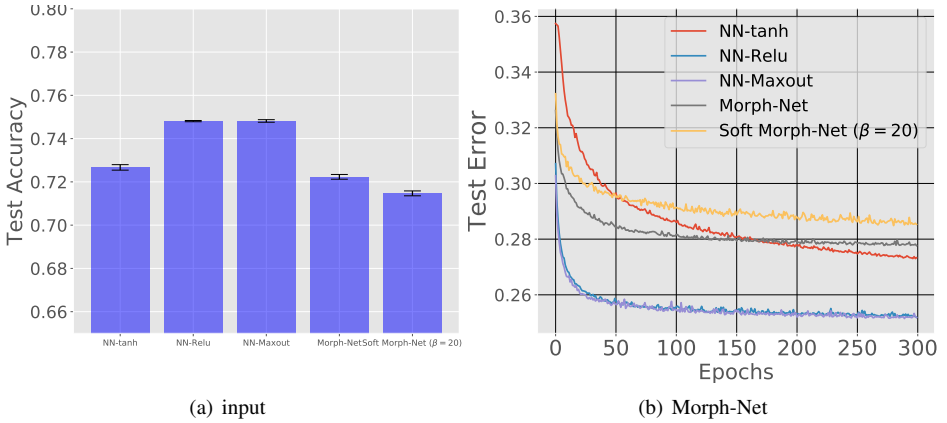 0.80
0.78
0.76
0.74
0.72
0.70
0.68
0.66
Test Accuracy
NN-tanh NN-Relu NN-Maxout Morph-Net Soft Morph-Net (β = 20)
(a) input
0.36
0.34
0.32
0.30
0.28
0.26
Test Error
NN-tanh
NN-Relu
NN-Maxout
Morph-Net
Soft Morph-Net (β = 20)
0 50 100 150 200 250 300
Epochs
(b) Morph-Net